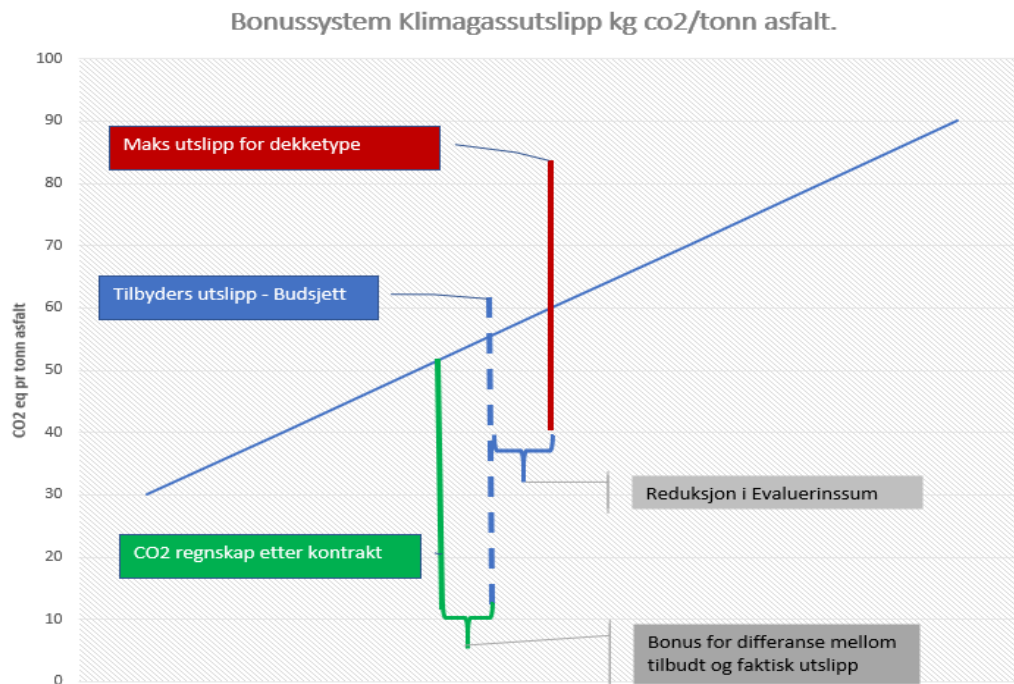 Bonussystem Klimagassutslipp kg co2/tonn asfalt.
100
90
80
70
60
50
40
30
20
10
0
CO2 eq pr tonn asfalt
Maks utslipp for dekketype
Tilbyders utslipp - Budsjett
Reduksjon i Evaluerinssum
CO2 regnskap etter kontrakt
Bonus for differanse mellom
tilbudt og faktisk utslipp